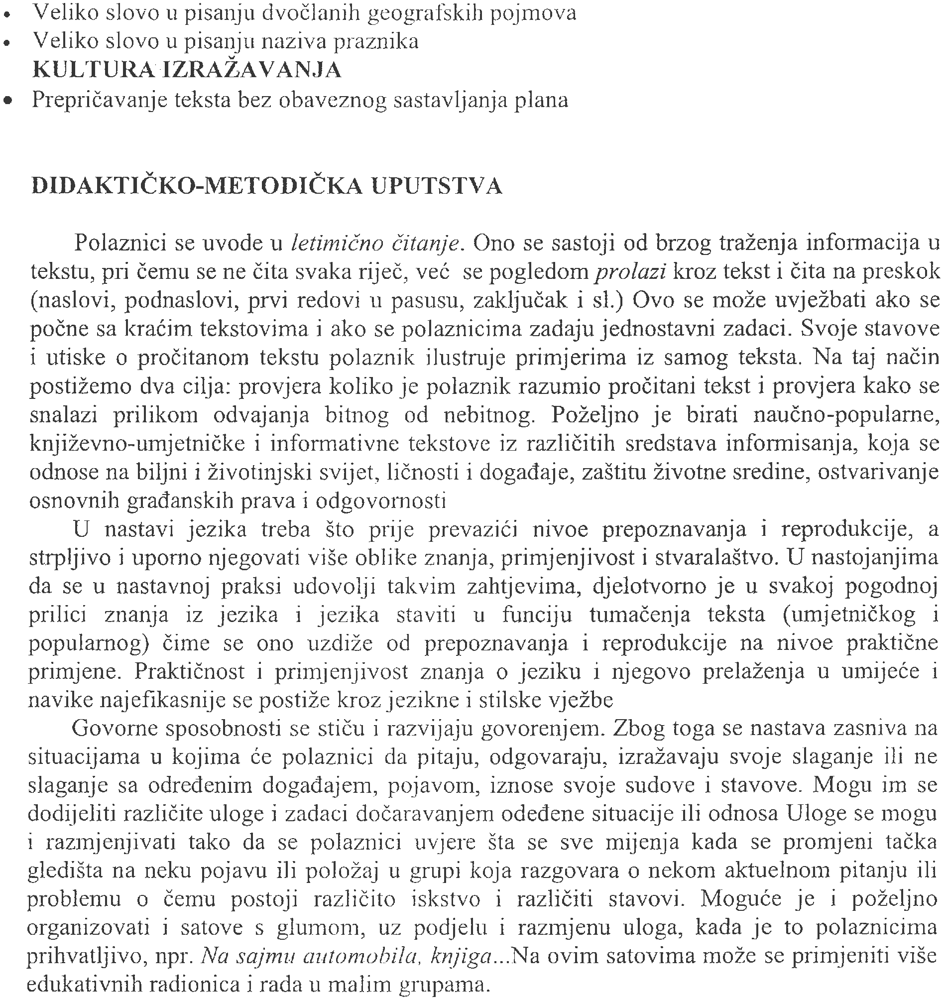 • Veliko slovo u pisanju dvočlanih geografskih pojmova
• Veliko slovo u pisanju naziva praznika
KULTURA IZRAŽAVANJA
• Prepričavanje teksta bez obaveznog sastavljanja plana
DIDAKTIČKO-METODIČKA UPUTSTVA
Polaznici se uvode u letimično čitanje. Ono se sastoji od brzog traženja informacija u
tekstu, pri čemu se ne čita svaka riječ, već se pogledom prolazi kroz tekst i čita na preskok
(naslovi, podnaslovi, prvi redovi u pasusu, zaključak i sl.) Ovo se može uvježbati ako se
počne sa kraćim tekstovima i ako se polaznicima zadaju jednostavni zadaci. Svoje stavove
i utiske o pročitanom tekstu polaznik ilustruje primjerima iz samog teksta. Na taj način
postižemo dva cilja: provjera koliko je polaznik razumio pročitani tekst i provjera kako se
snalazi prilikom odvajanja bitnog od nebitnog. Poželjno je birati naučno-popularne,
književno-umjetničke i informativne tekstove iz različitih sredstava informisanja, koja se
odnose na biljni i životinjski svijet, ličnosti i događaje, zaštitu životne sredine, ostvarivanje
osnovnih građanskih prava i odgovornosti
U nastavi jezika treba što prije prevazići nivoe prepoznavanja i reprodukcije, a
strpljivo i uporno njegovati više oblike znanja, primjenjivost i stvaralaštvo. U nastojanjima
da se u nastavnoj praksi udovolji takvim zahtjevima, djelotvorno je u svakoj pogodnoj
prilici znanja iz jezika i jezika staviti u funciju tumačenja teksta (umjetničkog i
popularnog) čime se ono uzdiže od prepoznavanja i reprodukcije na nivoe praktične
primjene. Praktičnost i primjenjivost znanja o jeziku i njegovo prelaženja u umijeće i
navike najefikasnije se postiže kroz jezikne i stilske vježbe
Govorne sposobnosti se stiču i razvijaju govorenjem. Zbog toga se nastava zasniva na
situacijama u kojima će polaznici da pitaju, odgovaraju, izražavaju svoje slaganje ili ne
slaganje sa određenim događajem, pojavom, iznose svoje sudove i stavove. Mogu im se
dodijeliti različite uloge i zadaci dočaravanjem odeđene situacije ili odnosa Uloge se mogu
i razmjenjivati tako da se polaznici uvjere šta se sve mijenja kada se promjeni tačka
gledišta na neku pojavu ili položaj u grupi koja razgovara o nekom aktuelnom pitanju ili
problemu o čemu postoji različito iskstvo i različiti stavovi. Moguće je i poželjno
organizovati i satove s glumom, uz podjelu i razmjenu uloga, kada je to polaznicima
prihvatljivo, npr. Na sajmu automobila, knjiga...Na ovim satovima može se primjeniti više
edukativnih radionica i rada u malim grupama.